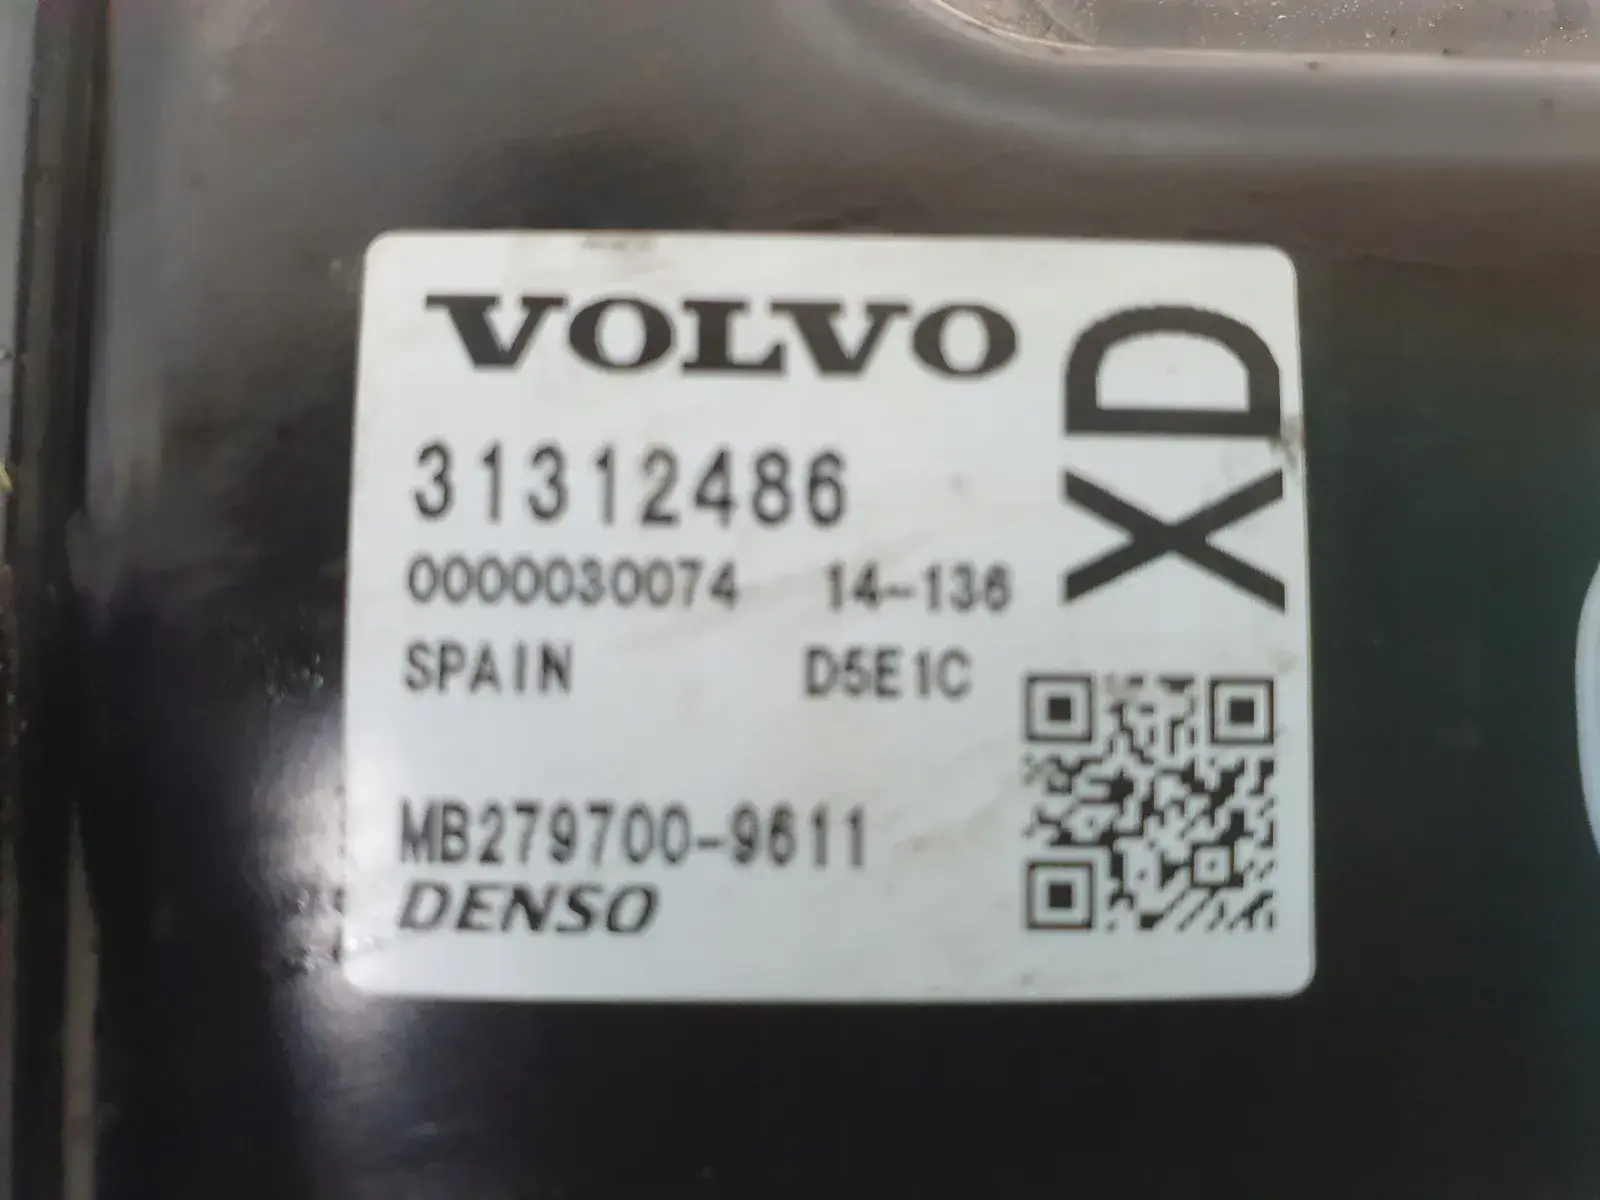 VOLVO
XD
31312486
0000030074 14-136
SPAIN D5E1C
MB279700-9611
DENSO